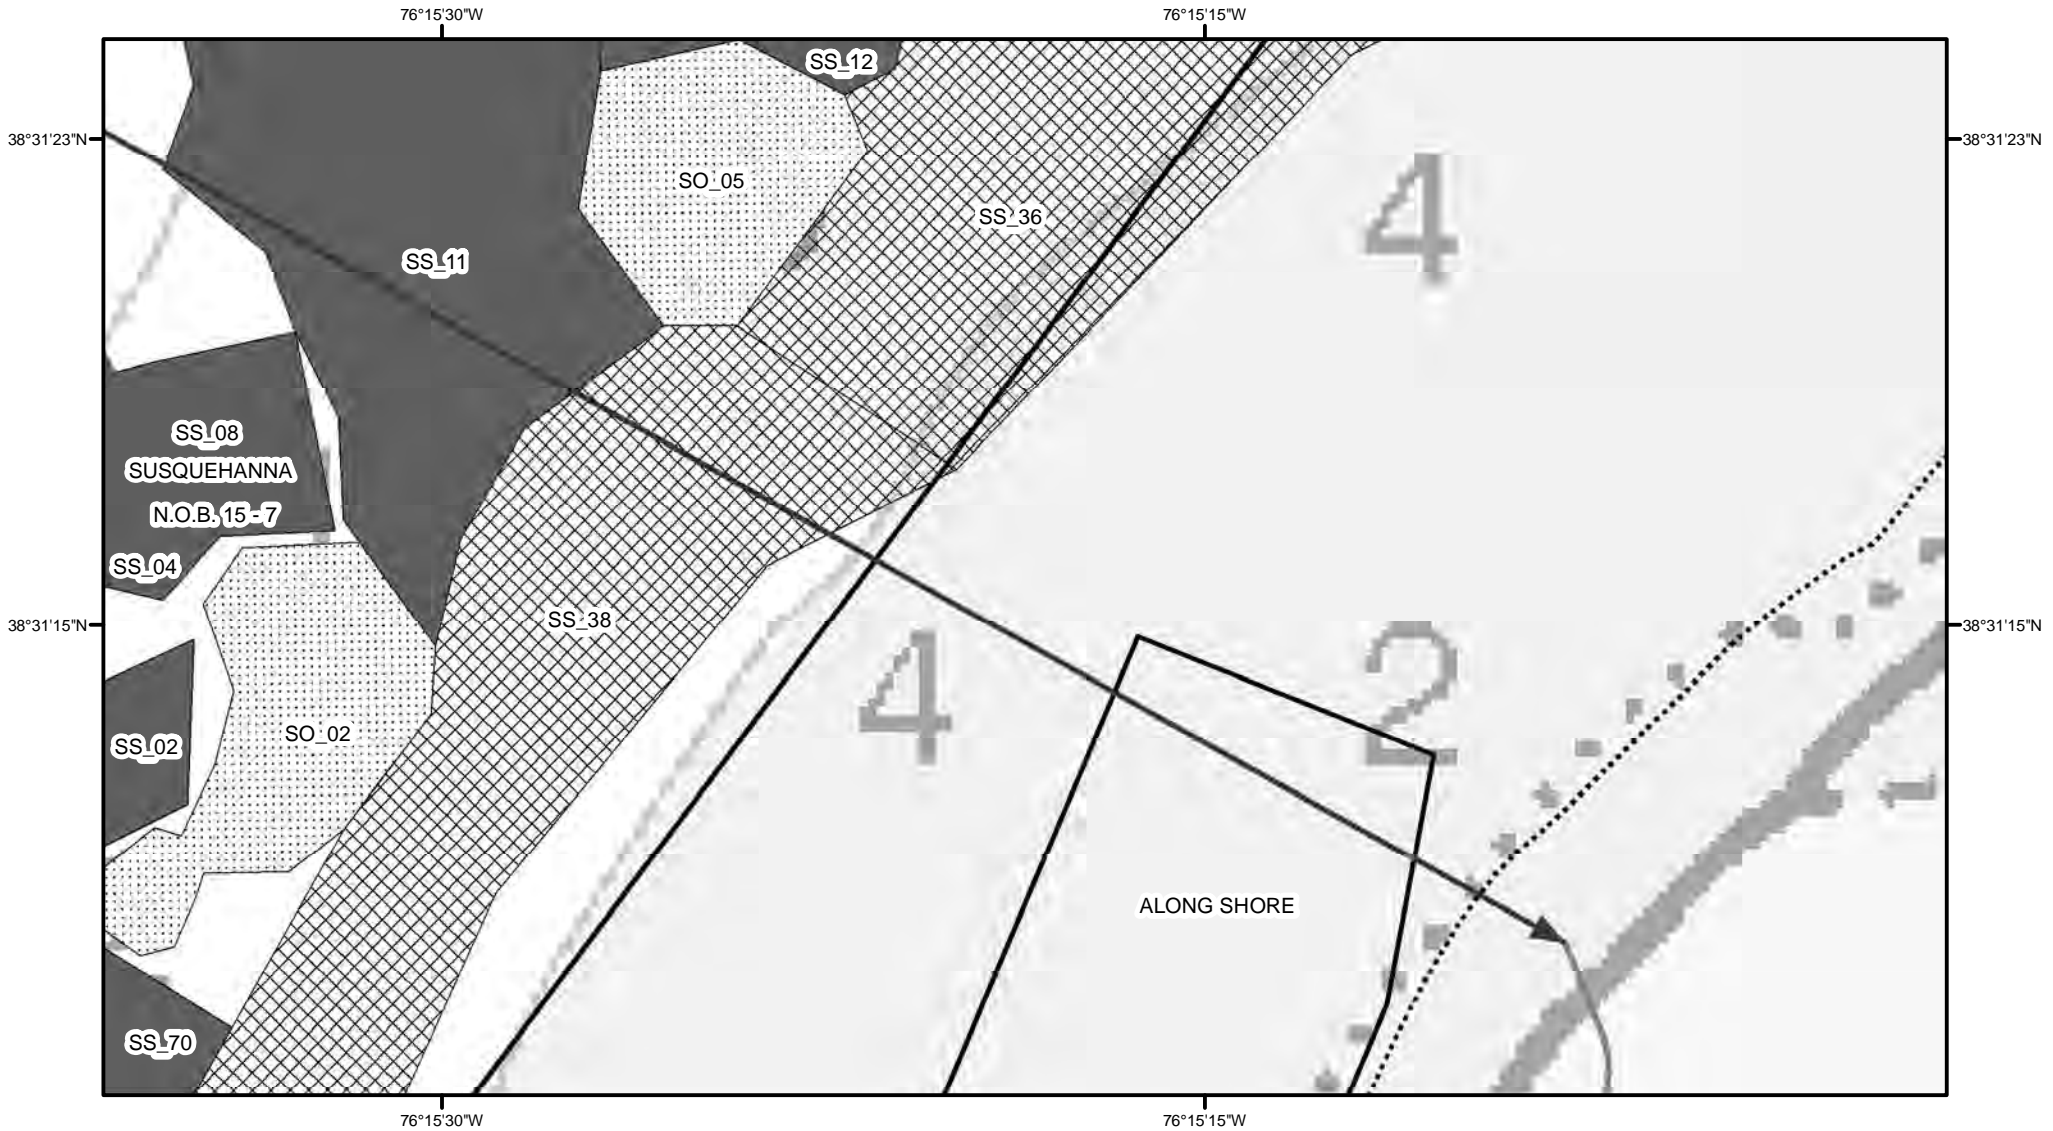 76°15'30"W
76°15'15"W
SS_12
38°31'23"N
38°31'23"N
4
SO_05
SS_36
SS_11
SS_08
SUSQUEHANNA
N.O.B. 15 - 7
SS_04
SS_38
38°31'15"N
38°31'15"N
4
2
SO_02
SS_02
ALONG SHORE
SS_70
76°15'30"W
76°15'15"W